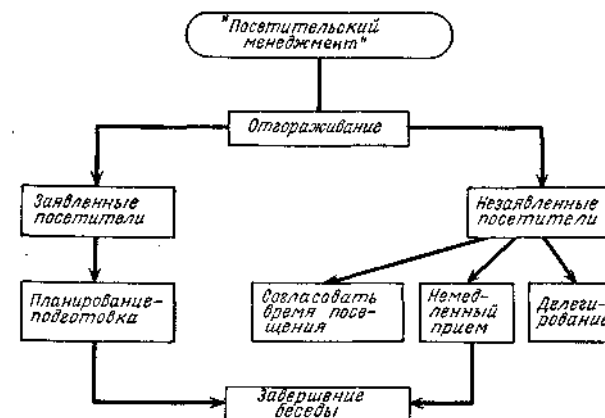 "Посетительский
менеджмент"
Отгораживание
Заявленные
посетители
Незаявленные
посетители
Планирование-
подготовка
Согласовать
время посе-
щения
Немед-
ленный
прием
Делеги-
рование
Завершение
беседы